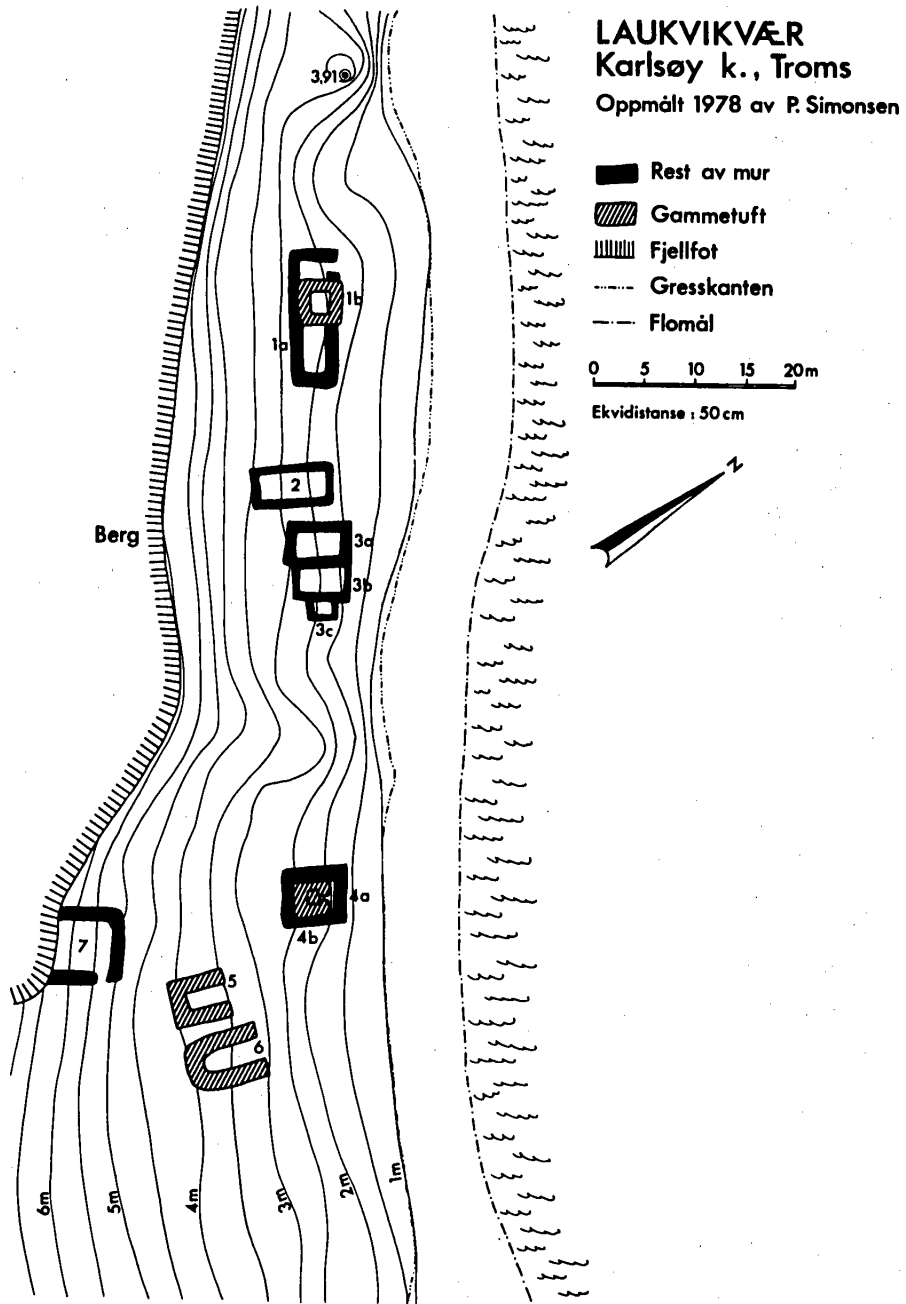 LAUKVIKVÆR
Karlsøy k., Troms
Oppmålt 1978 av P. Simonsen
Rest av mur
Gammetuft
Fjellfot
Gresskanten
Flomål
0 5 10 15 20m
Ekvidistanse : 50 cm
N
3,91
1b
1a
2
Berg
3a
3b
3c
4a
4b
7
5
6
6m
5m
4m
3m
2m
1m